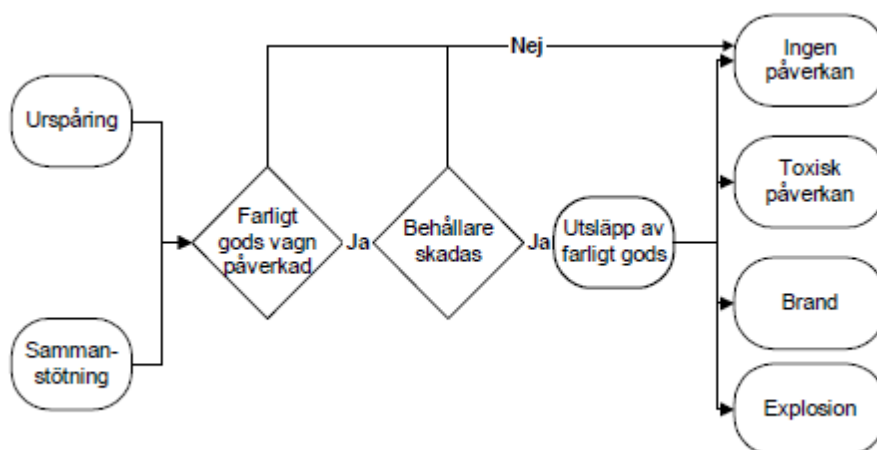 Urspåring
Samman-
stötning
Farligt
gods vagn
påverkad
Ja
Behållare
skadas
Ja
Utsläpp av
farligt gods
Nej
Ingen
påverkan
Toxisk
påverkan
Brand
Explosion